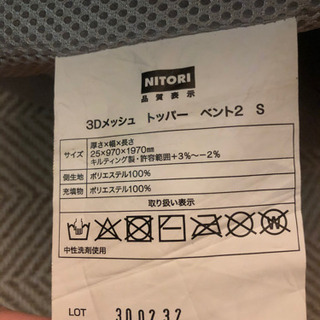 NITORI
品質表示
3Dメッシュ トッパー ベント2 S
サイズ
厚さ×幅×長さ
25×970×1970㎜
キルティング製・許容範囲+3%~-2%
側生地 ポリエステル100%
充填物 ポリエステル100%
取り扱い表示
中性洗剤使用
LOT 300232